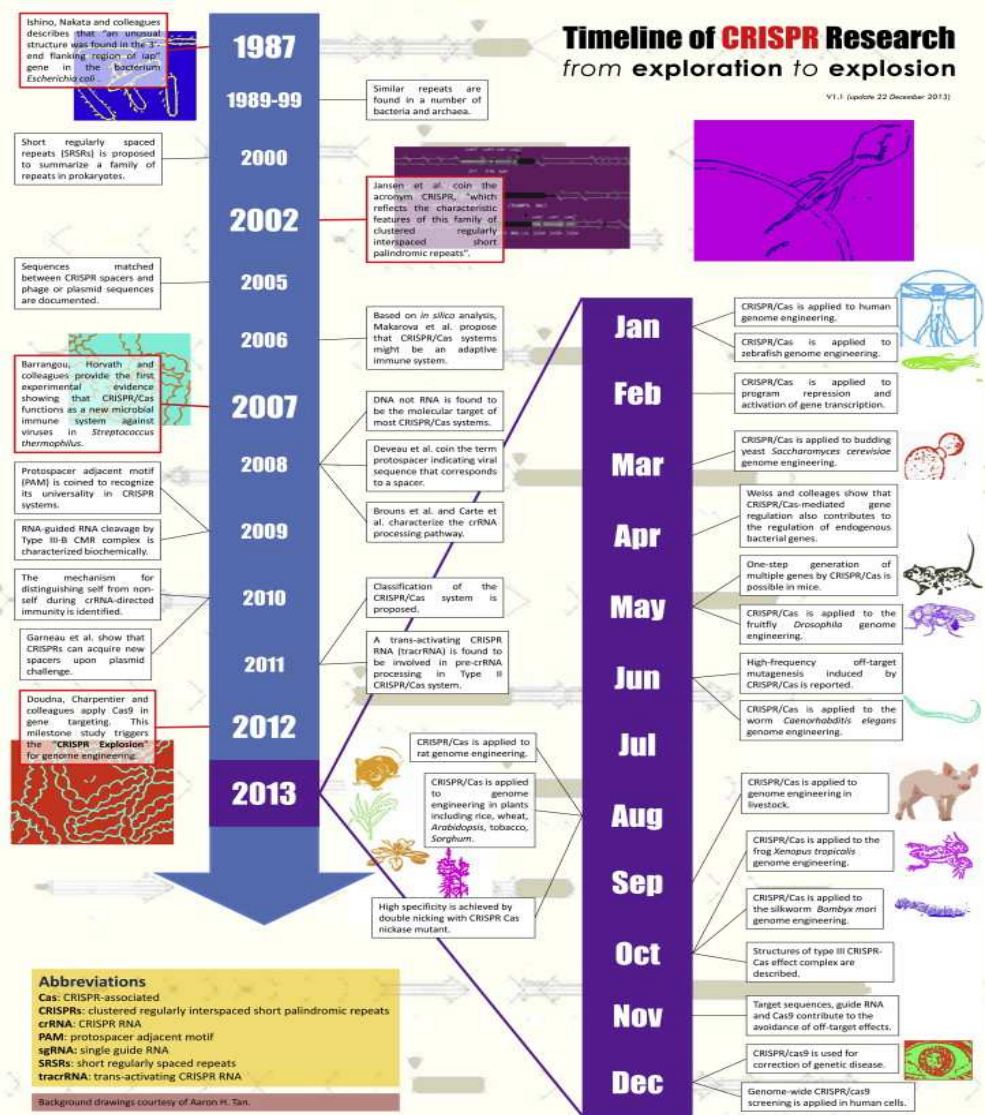 Timeline of CRISPR Research
from exploration to explosion
V1.1 (update 22 December 2013)
1987
Ishino, Nakata and colleagues
describes that "an unusual
structure was found in the 3'-
end flanking region of iap"
gene in the bacterium
Escherichia coli .
1989-99
Similar repeats are
found in a number of
bacteria and archaea.
2000
Short regularly spaced
repeats (SRSRs) is proposed
to summarize a family of
repeats in prokaryotes.
2002
Jansen et al. coin the
acronym CRISPR, "which
reflects the characteristic
features of this family of
clustered regularly
interspaced short
palindromic repeats".
2005
Sequences matched
between CRISPR spacers and
phage or plasmid sequences
are documented.
2006
Based on in silico analysis,
Makarova et al. propose
that CRISPR/Cas systems
might be an adaptive
immune system.
2007
Barrangou, Horvath and
colleagues provide the first
experimental evidence
showing that CRISPR/Cas
functions as a new microbial
immune system against
viruses in Streptococcus
thermophilus.
2008
DNA not RNA is found to
be the molecular target of
most CRISPR/Cas systems.
Deveau et al. coin the term
protospacer indicating viral
sequence that corresponds
to a spacer.
Brouns et al. and Carte et
al. characterize the crRNA
processing pathway.
2009
Protospacer adjacent motif
(PAM) is coined to recognize
its universality in CRISPR
systems.
RNA-guided RNA cleavage by
Type III-B CMR complex is
characterized biochemically.
2010
The mechanism for
distinguishing self from non-
self during crRNA-directed
immunity is identified.
Garneau et al. show that
CRISPRs can acquire new
spacers upon plasmid
challenge.
2011
Classification of the
CRISPR/Cas system is
proposed.
A trans-activating CRISPR
RNA (tracrRNA) is found to
be involved in pre-crRNA
processing in Type II
CRISPR/Cas system.
2012
Doudna, Charpentier and
colleagues apply Cas9 in
gene targeting. This
milestone study triggers
the "CRISPR Explosion"
for genome engineering.
2013
Jan
CRISPR/Cas is applied to human
genome engineering.
CRISPR/Cas is applied to
zebrafish genome engineering.
Feb
CRISPR/Cas is applied to
program repression and
activation of gene transcription.
Mar
CRISPR/Cas is applied to budding
yeast Saccharomyces cerevisiae
genome engineering.
Apr
Weiss and colleages show that
CRISPR/Cas-mediated gene
regulation also contributes to
the regulation of endogenous
bacterial genes.
May
One-step generation of
multiple genes by CRISPR/Cas is
possible in mice.
CRISPR/Cas is applied to the
fruitfly Drosophila genome
engineering.
Jun
High-frequency off-target
mutagenesis induced by
CRISPR/Cas is reported.
CRISPR/Cas is applied to the
worm Caenorhabditis elegans
genome engineering.
Jul
Aug
CRISPR/Cas is applied to
rat genome engineering.
CRISPR/Cas is applied
to genome
engineering in plants
including rice, wheat,
Arabidopsis, tobacco,
Sorghum.
High specificity is achieved by
double nicking with CRISPR Cas
nickase mutant.
Sep
CRISPR/Cas is applied to
genome engineering in
livestock.
Oct
CRISPR/Cas is applied to the
frog Xenopus tropicalis
genome engineering.
CRISPR/Cas is applied to
the silkworm Bombyx mori
genome engineering.
Structures of type III CRISPR-
Cas effect complex are
described.
Nov
Target sequences, guide RNA
and Cas9 contribute to the
avoidance of off-target effects.
Dec
CRISPR/cas9 is used for
correction of genetic disease.
Genome-wide CRISPR/cas9
screening is applied in human cells.
Abbreviations
Cas: CRISPR-associated
CRISPRs: clustered regularly interspaced short palindromic repeats
crRNA: CRISPR RNA
PAM: protospacer adjacent motif
sgRNA: single guide RNA
SRSRs: short regularly spaced repeats
tracrRNA: trans-activating CRISPR RNA
Background drawings courtesy of Aaron H. Tan.